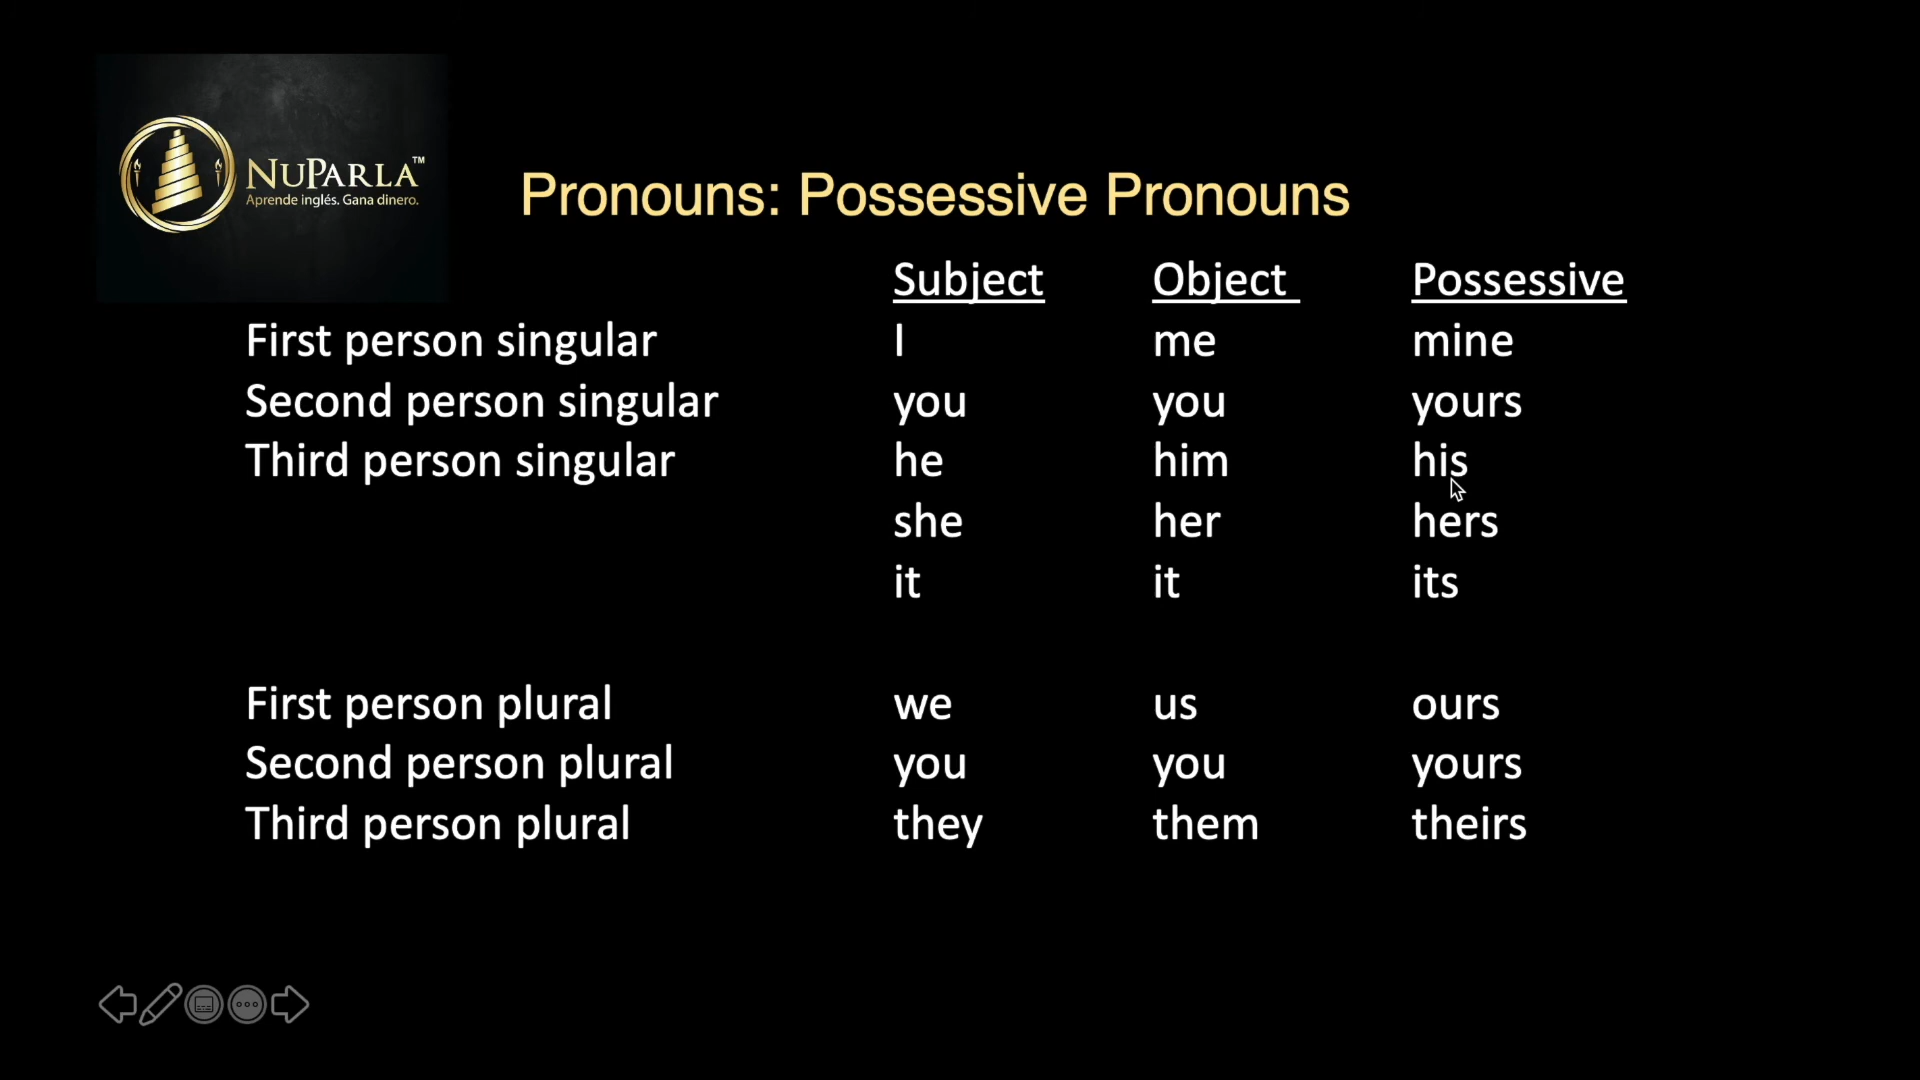 NUPARLA™
Aprende inglés. Gana dinero.
Pronouns: Possessive Pronouns
Subject Object Possessive
First person singular I me mine
Second person singular you you yours
Third person singular he him his
she her hers
it it its
First person plural we us ours
Second person plural you you yours
Third person plural they them theirs